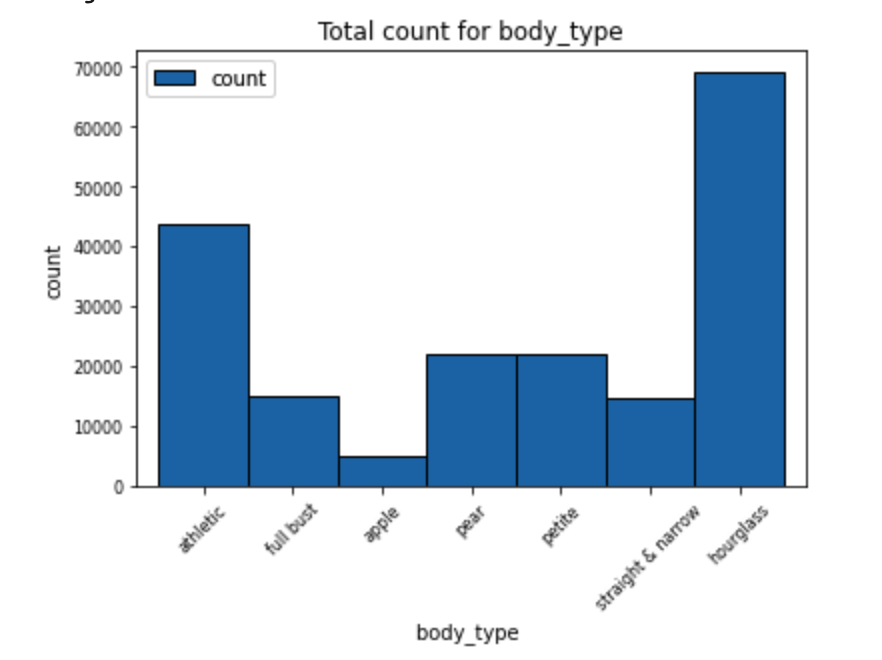 Total count for body_type
count
70000
60000
50000
40000
30000
20000
10000
0
count
athletic
full bust
apple
pear
petite
straight & narrow
hourglass
body_type